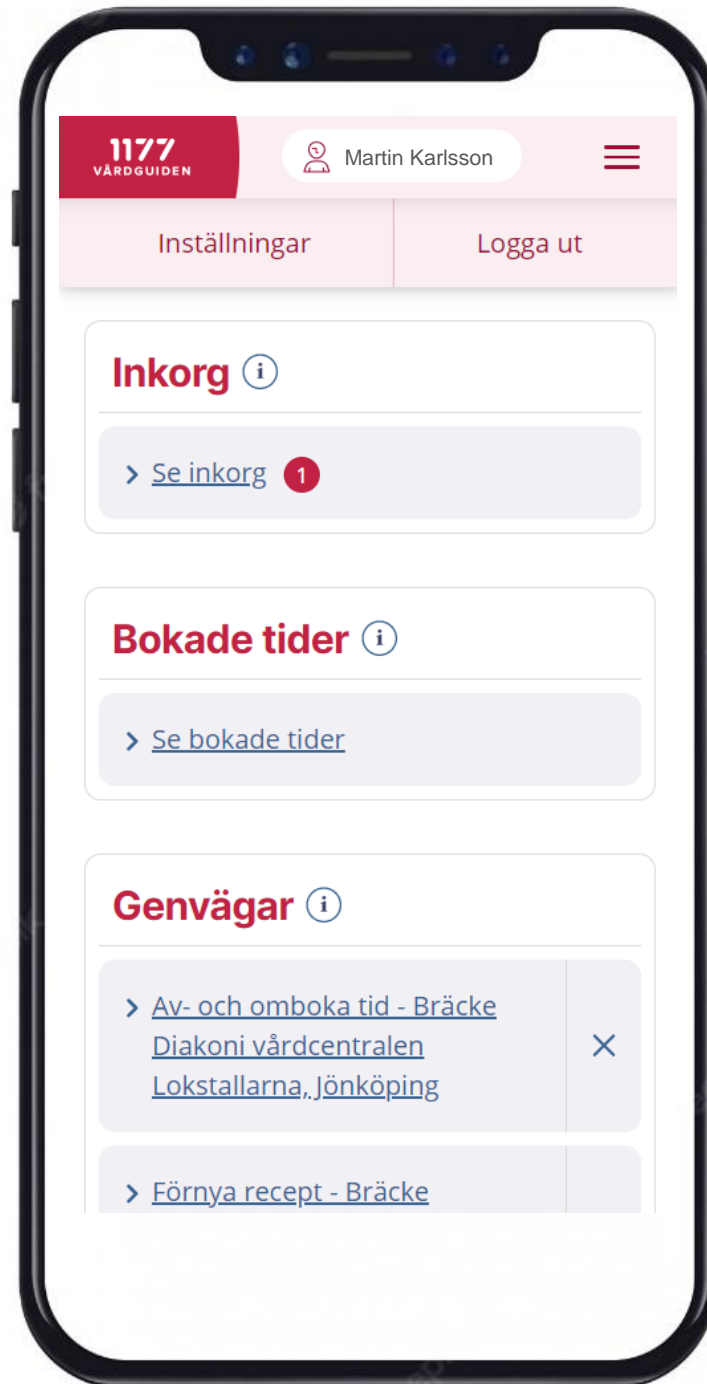 1177
VÅRDGUIDEN
Martin Karlsson
Inställningar
Logga ut
Inkorg i
Se inkorg 1
Bokade tider i
Se bokade tider
Genvägar i
Av- och omboka tid - Bräcke
Diakoni vårdcentralen
Lokstallarna, Jönköping
Förnya recept - Bräcke